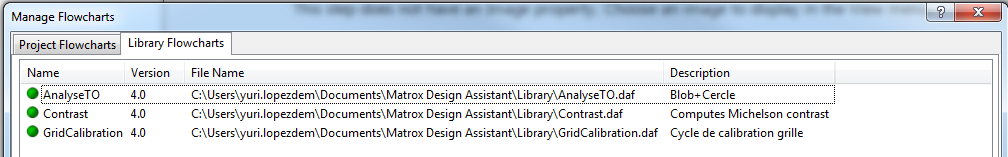 This step does not have an Image property. Choose an image to display in the View menu
Manage Flowcharts
Project Flowcharts Library Flowcharts
Name Version File Name Description
AnalyseTO 4.0 C:\Users\yuri.lopezdem\Documents\Matrox Design Assistant\Library\AnalyseTO.daf Blob+Cercle
Contrast 4.0 C:\Users\yuri.lopezdem\Documents\Matrox Design Assistant\Library\Contrast.daf Computes Michelson contrast
GridCalibration 4.0 C:\Users\yuri.lopezdem\Documents\Matrox Design Assistant\Library\GridCalibration.daf Cycle de calibration grille